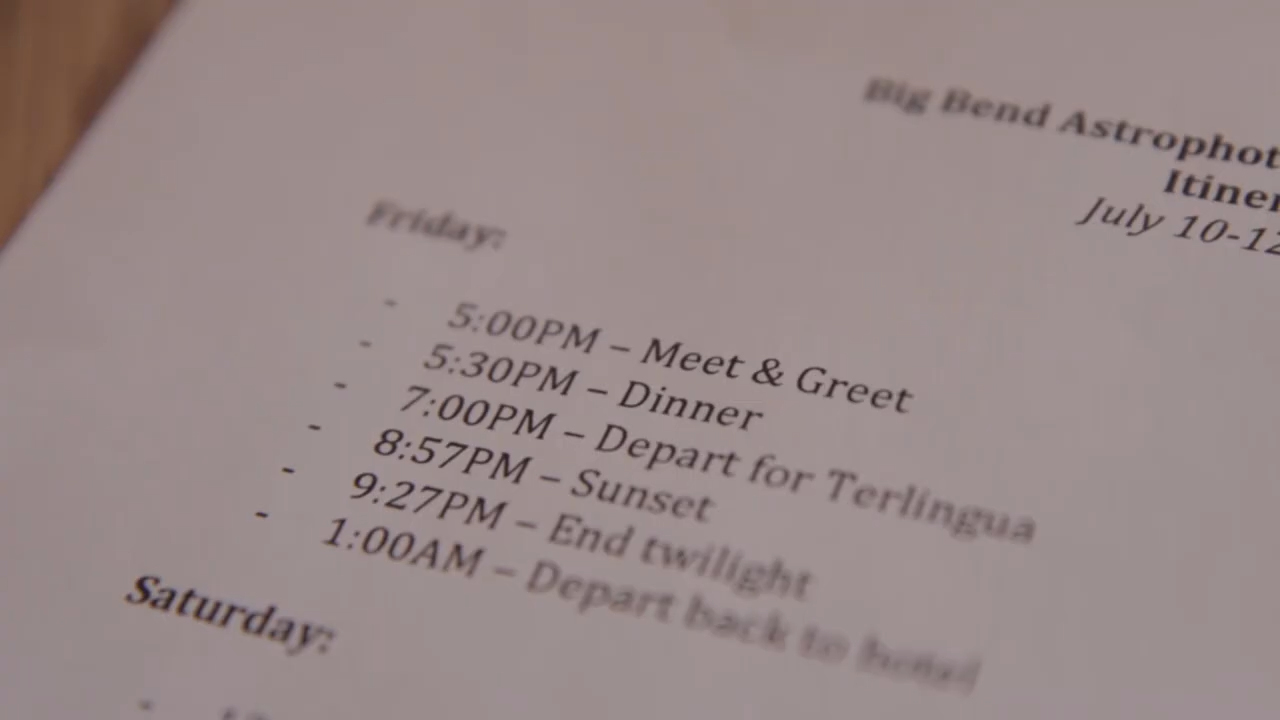 Big Bend Astrophot
Itiner
July 10-12
Friday:
- 5:00PM – Meet & Greet
- 5:30PM – Dinner
- 7:00PM – Depart for Terlingua
- 8:57PM – Sunset
- 9:27PM – End twilight
- 1:00AM – Depart back to hotel
Saturday:
-